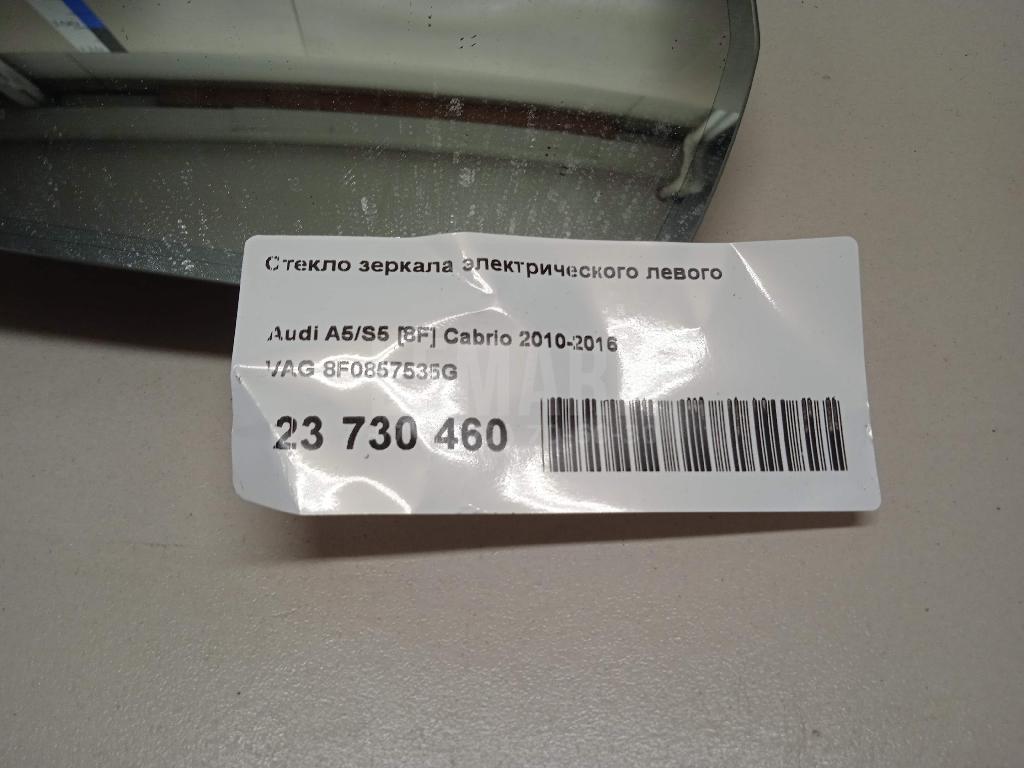 Стекло зеркала электрического левого
Audi A5/S5 [8F] Cabrio 2010-2016
VAG 8F0857535G
23 730 460